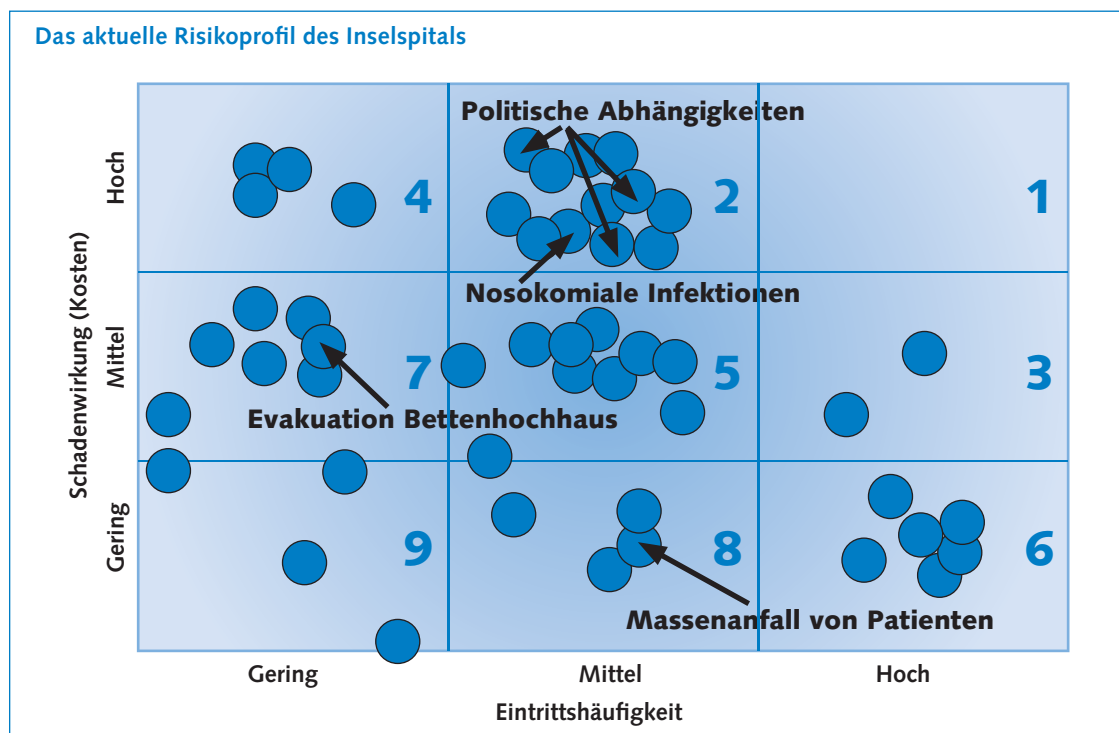 Das aktuelle Risikoprofil des Inselspitals
Politische Abhängigkeiten
Hoch
4
2
1
Nosokomiale Infektionen
Schadenwirkung (Kosten)
Mittel
7
5
3
Evakuation Bettenhochhaus
Gering
9
8
6
Massenanfall von Patienten
Gering
Mittel
Hoch
Eintrittshäufigkeit